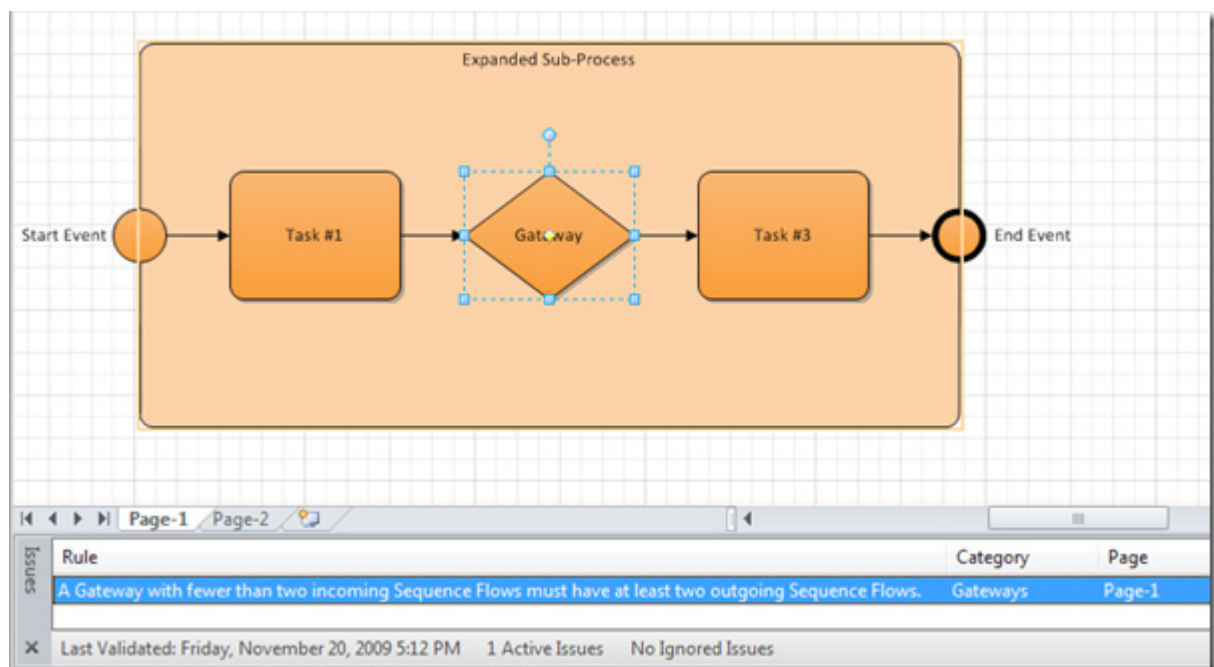 Expanded Sub-Process
Start Event
Task #1
Gateway
Task #3
End Event
Page-1
Page-2
Issues
Rule Category Page
A Gateway with fewer than two incoming Sequence Flows must have at least two outgoing Sequence Flows. Gateways Page-1
Last Validated: Friday, November 20, 2009 5:12 PM 1 Active Issues No Ignored Issues